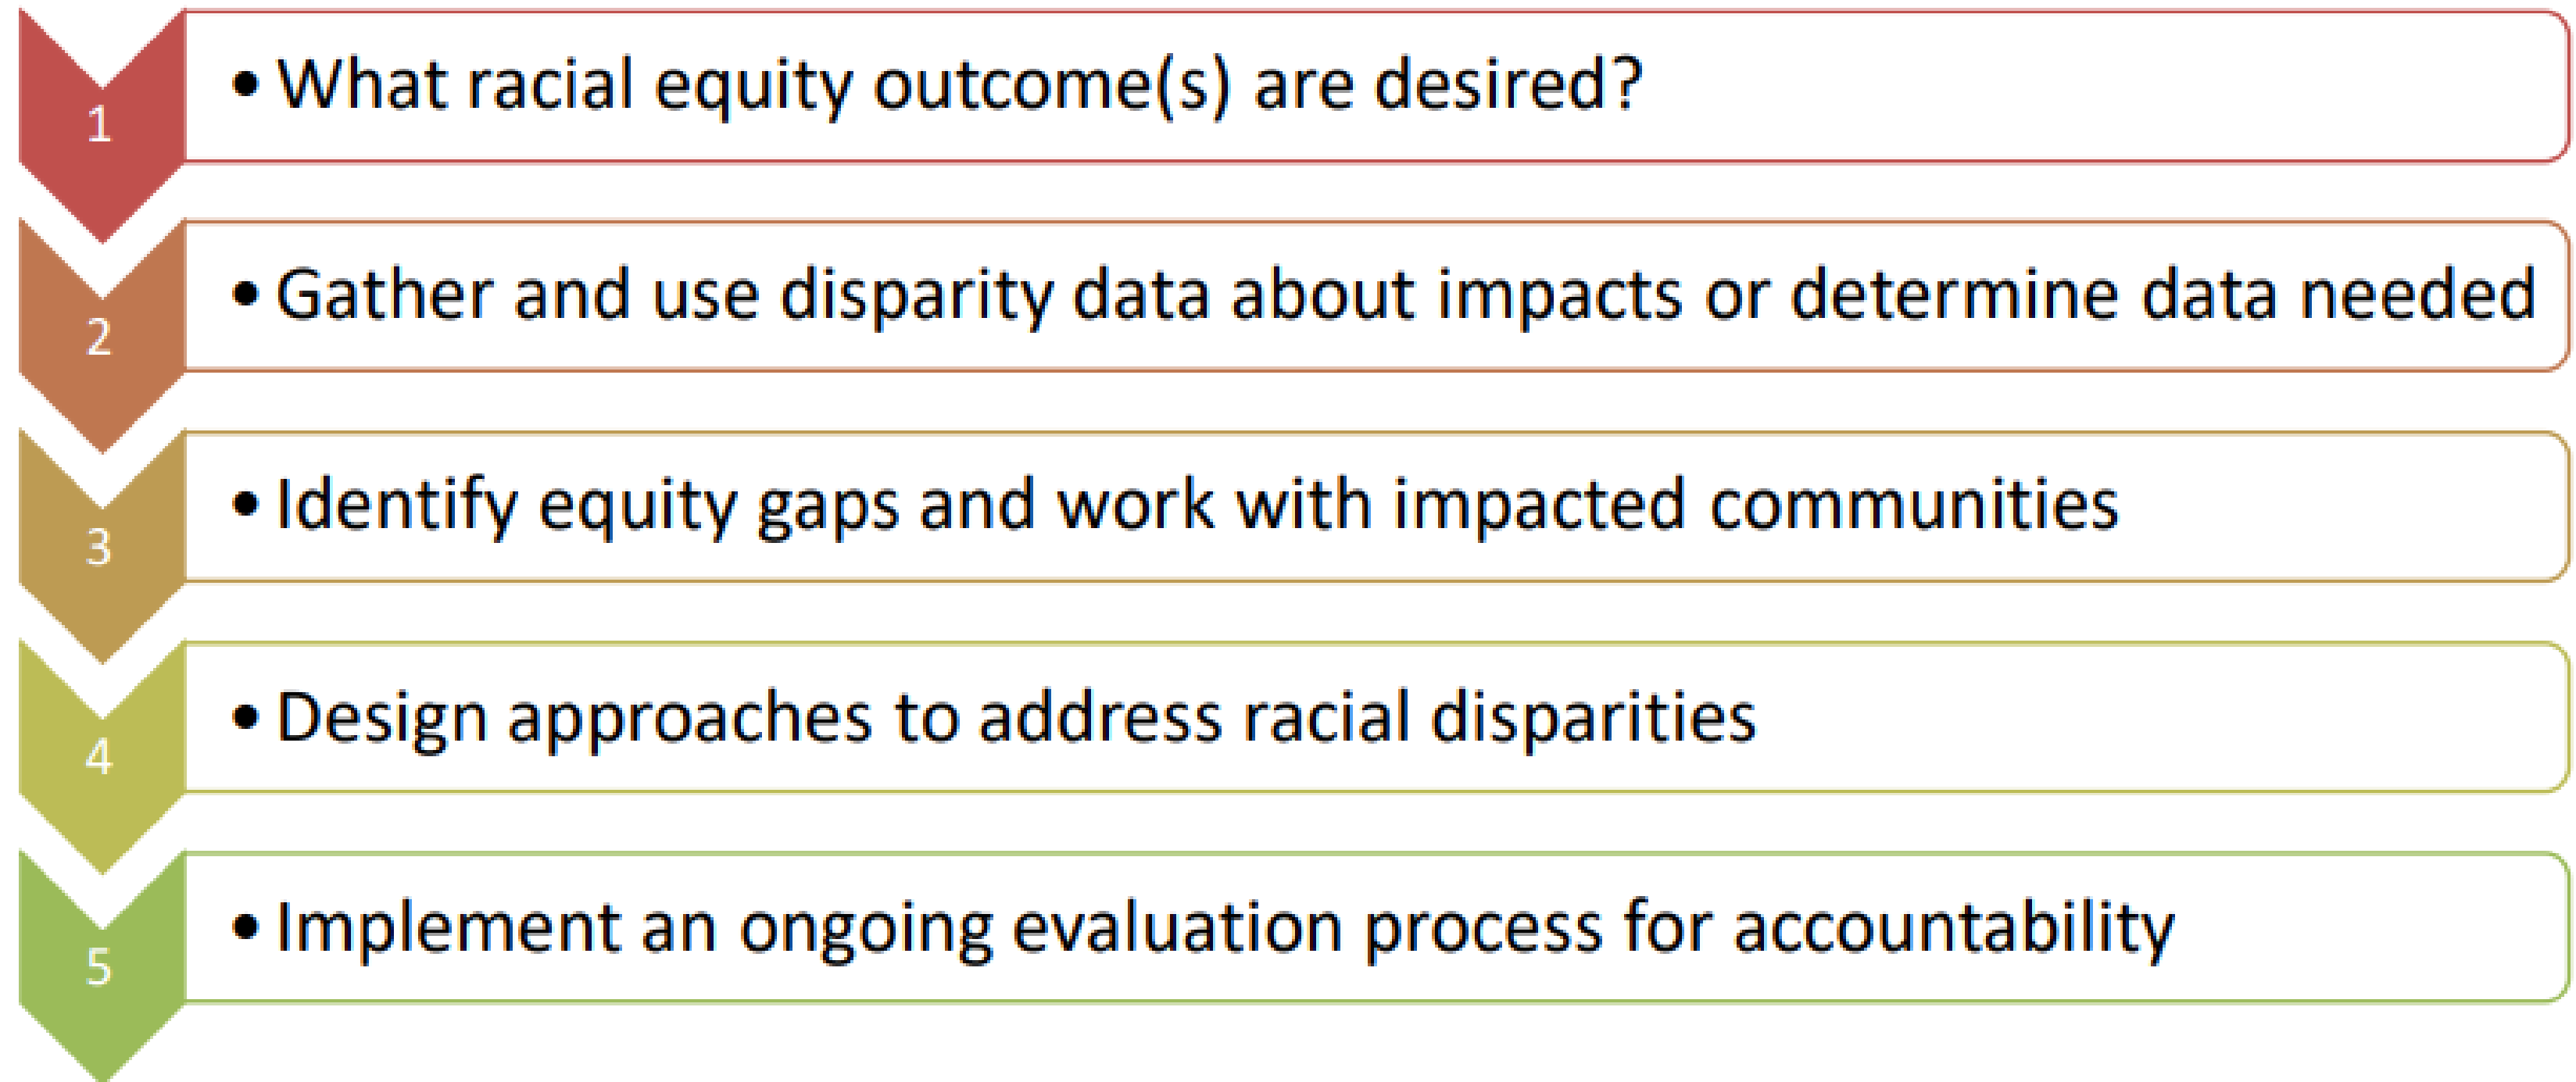 1
• What racial equity outcome(s) are desired?
2
• Gather and use disparity data about impacts or determine data needed
3
• Identify equity gaps and work with impacted communities
4
• Design approaches to address racial disparities
5
• Implement an ongoing evaluation process for accountability